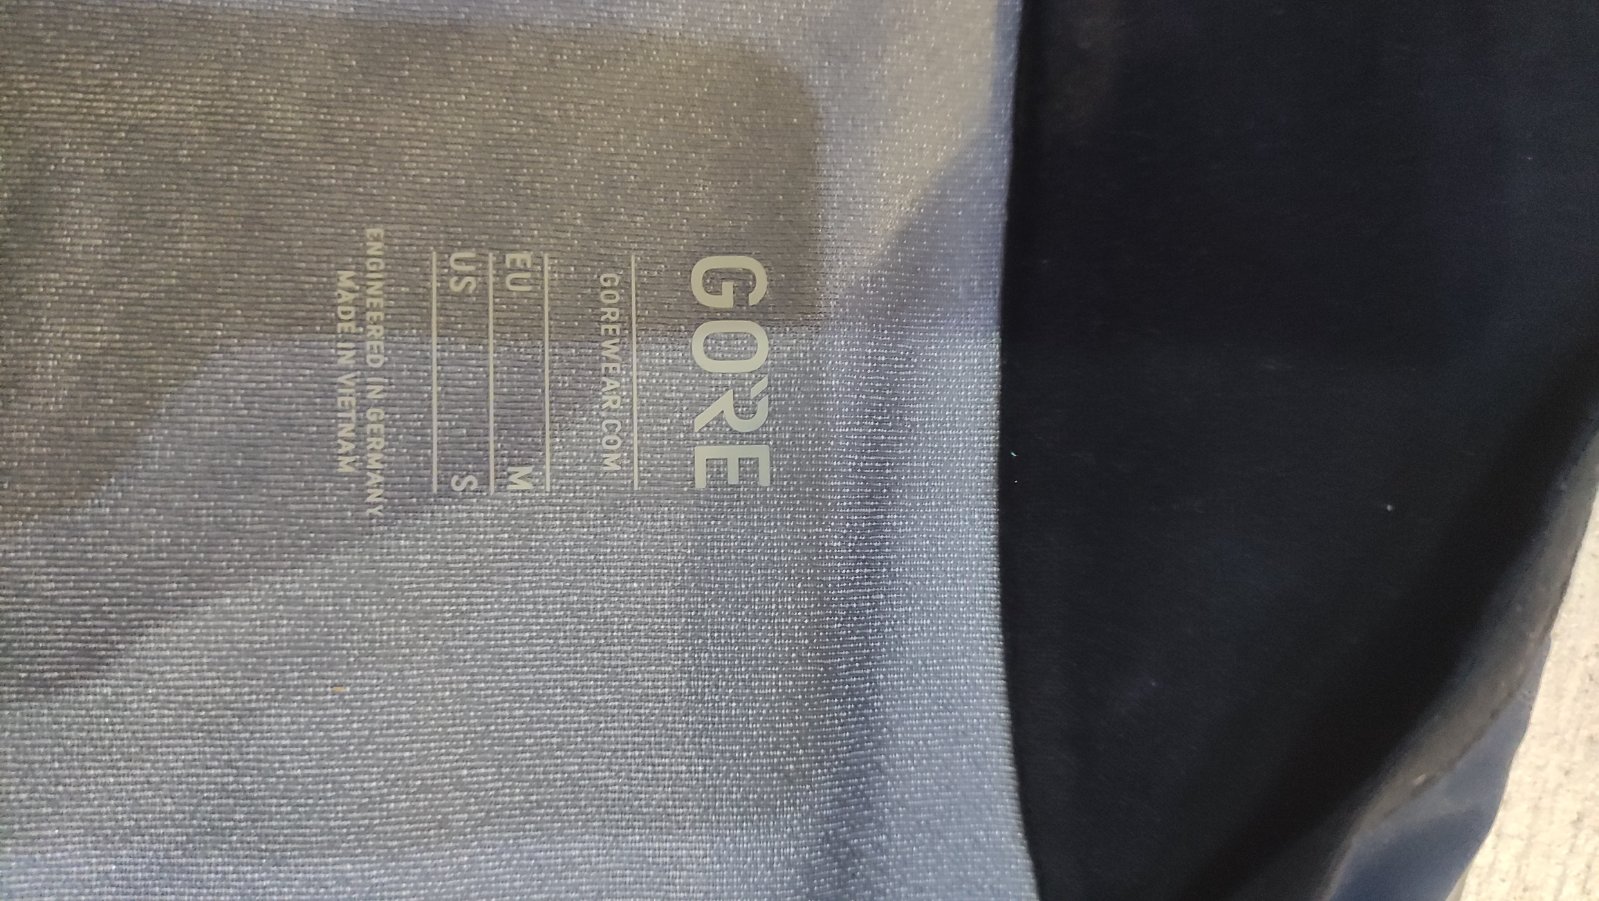 GORE
GOREWEAR.COM
EU M
US S
ENGINEERED IN GERMANY
MADE IN VIETNAM